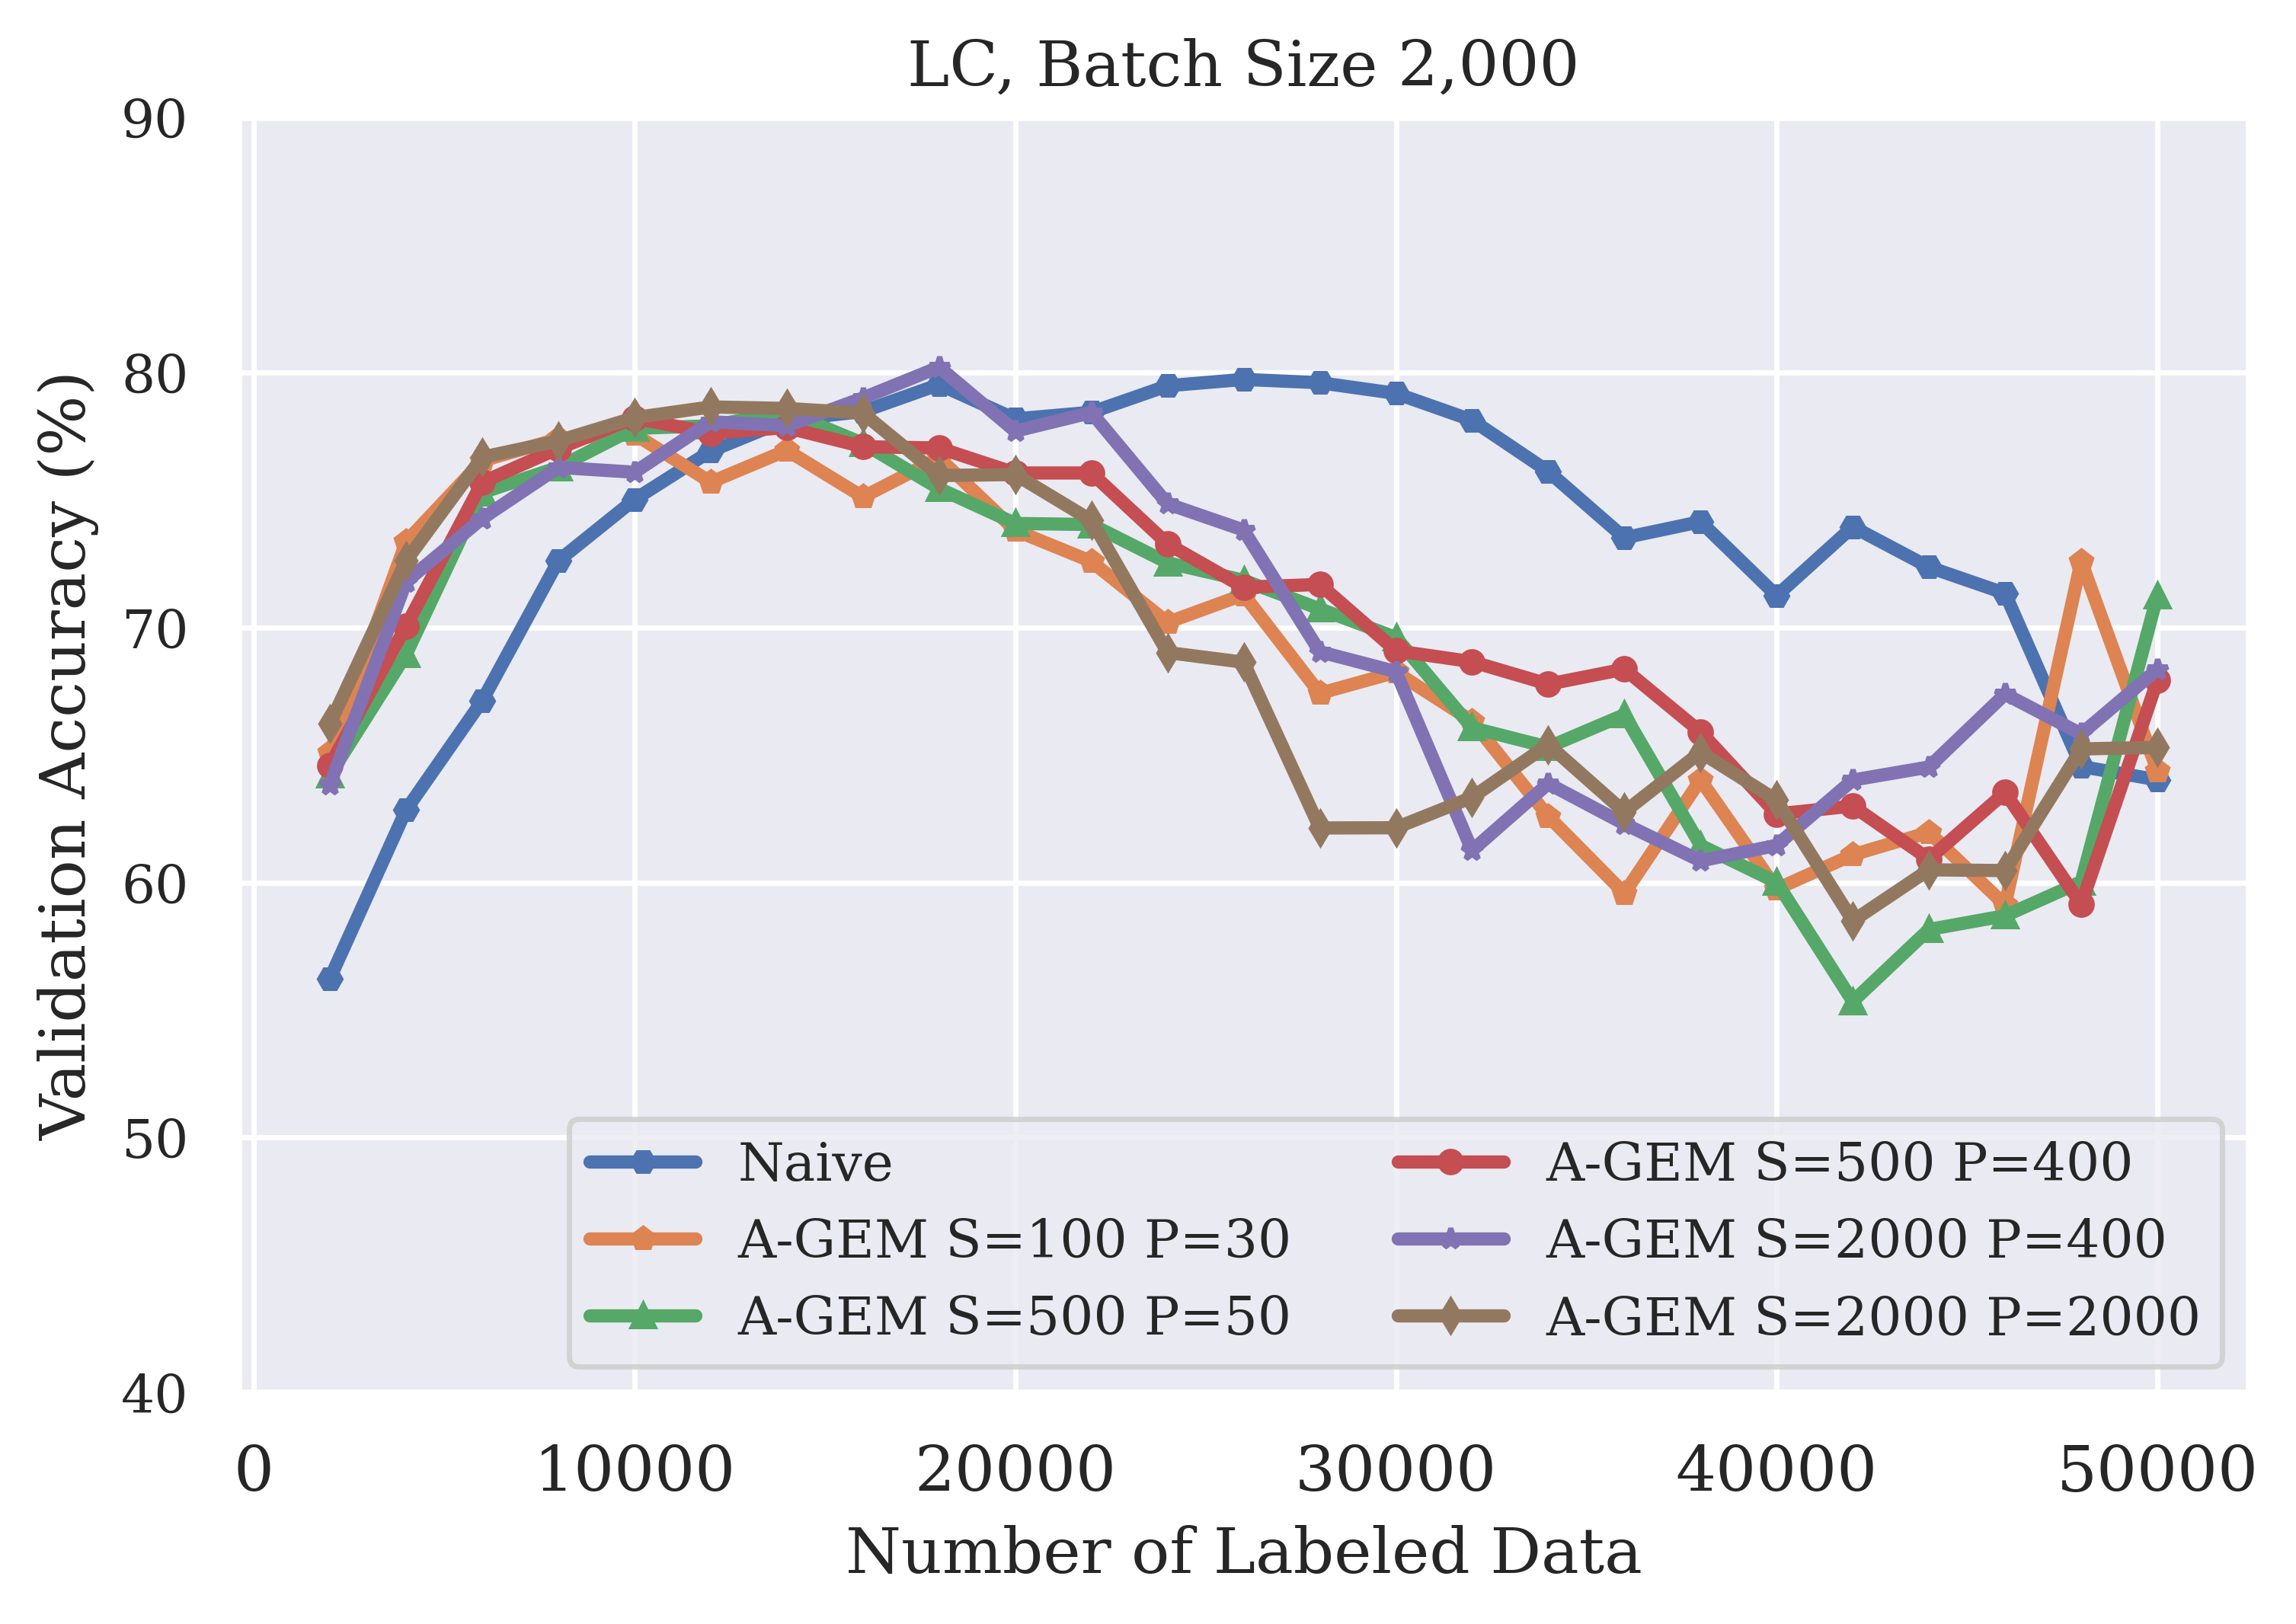 LC, Batch Size 2,000
90
80
70
60
50
40
Validation Accuracy (%)
Naive
A-GEM S=100 P=30
A-GEM S=500 P=50
A-GEM S=500 P=400
A-GEM S=2000 P=400
A-GEM S=2000 P=2000
0 10000 20000 30000 40000 50000
Number of Labeled Data